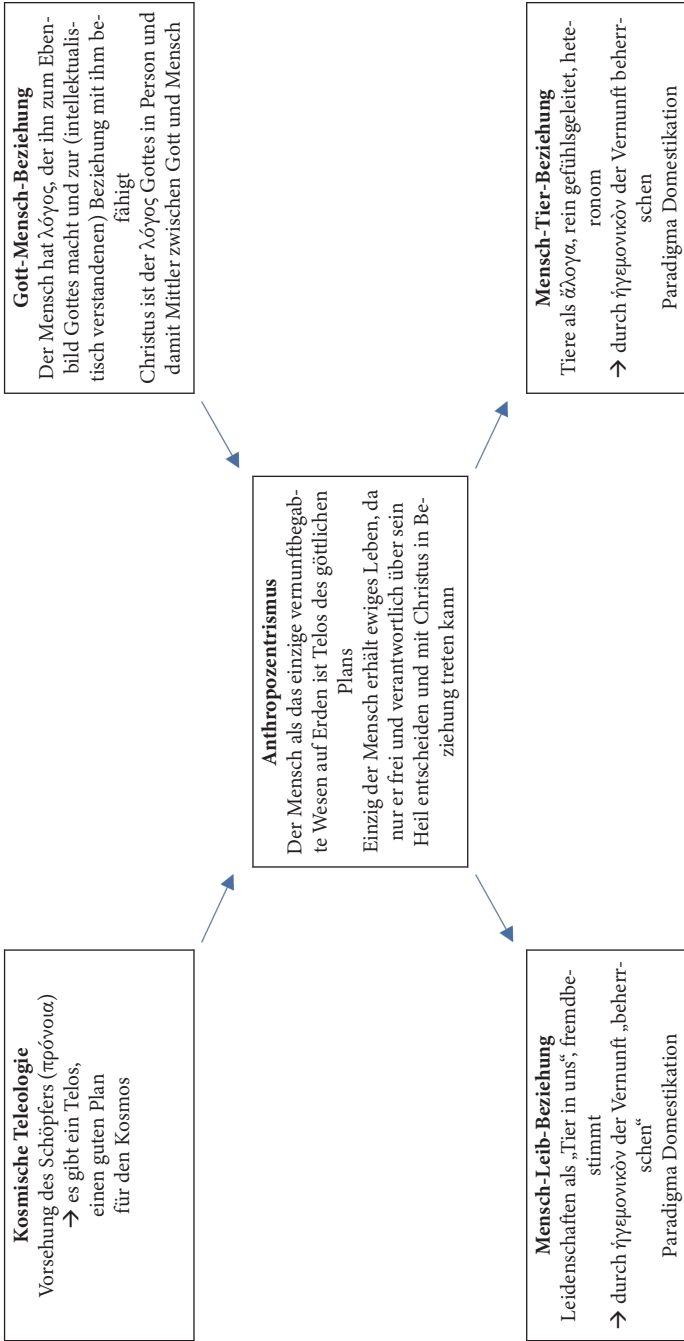 Kosmische Teleologie
Vorsehung des Schöpfers (πρόνοια)
→ es gibt ein Telos,
einen guten Plan
für den Kosmos
Gott-Mensch-Beziehung
Der Mensch hat λόγος, der ihn zum Eben-
bild Gottes macht und zur (intellektualis-
tisch verstandenen) Beziehung mit ihm be-
fähigt
Christus ist der λόγος Gottes in Person und
damit Mittler zwischen Gott und Mensch
Anthropozentrismus
Der Mensch als das einzige vernunftbegab-
te Wesen auf Erden ist Telos des göttlichen
Plans
Einzig der Mensch erhält ewiges Leben, da
nur er frei und verantwortlich über sein
Heil entscheiden und mit Christus in Be-
ziehung treten kann
Mensch-Leib-Beziehung
Leidenschaften als „Tier in uns“, fremdbe-
stimmt
→ durch ἡγεμονικὸν der Vernunft „beherr-
schen“
Paradigma Domestikation
Mensch-Tier-Beziehung
Tiere als ἄλογα, rein gefühlsgeleitet, hete-
ronom
→ durch ἡγεμονικὸν der Vernunft beherr-
schen
Paradigma Domestikation